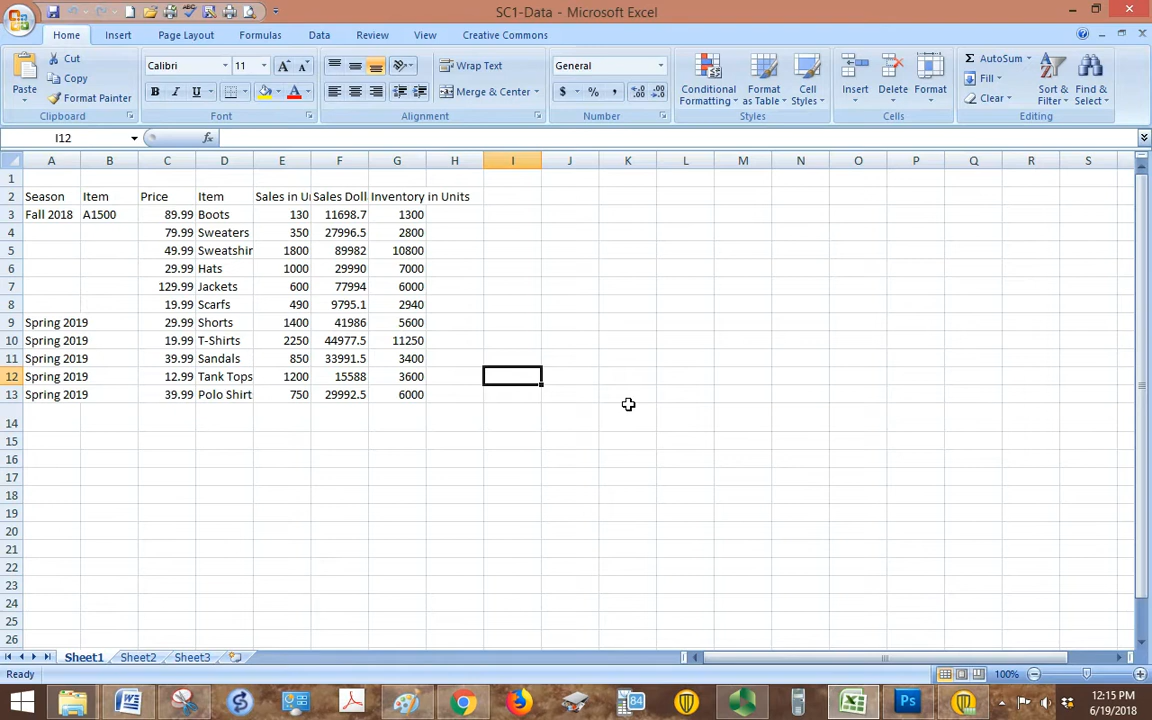 SC1-Data - Microsoft Excel
Home Insert Page Layout Formulas Data Review View Creative Commons
Paste
Cut
Copy
Format Painter
Clipboard
Calibri 11 A A
B I U A
Font
Wrap Text
Merge & Center
Alignment
General
$ % ,
Number
Conditional Formatting
Format as Table
Cell Styles
Styles
Insert Delete Format
Cells
AutoSum
Fill
Clear
Sort & Filter
Find & Select
Editing
I12 fx
A B C D E F G H I J K L M N O P Q R S
1
2 Season Item Price Item Sales in U Sales Doll Inventory in Units
3 Fall 2018 A1500 89.99 Boots 130 11698.7 1300
4 79.99 Sweaters 350 27996.5 2800
5 49.99 Sweatshir 1800 89982 10800
6 29.99 Hats 1000 29990 7000
7 129.99 Jackets 600 77994 6000
8 19.99 Scarfs 490 9795.1 2940
9 Spring 2019 29.99 Shorts 1400 41986 5600
10 Spring 2019 19.99 T-Shirts 2250 44977.5 11250
11 Spring 2019 39.99 Sandals 850 33991.5 3400
12 Spring 2019 12.99 Tank Tops 1200 15588 3600
13 Spring 2019 39.99 Polo Shirt 750 29992.5 6000
14
15
16
17
18
19
20
21
22
23
24
25
26
Sheet1 Sheet2 Sheet3
Ready 100%
84 Ps
12:15 PM
6/19/2018